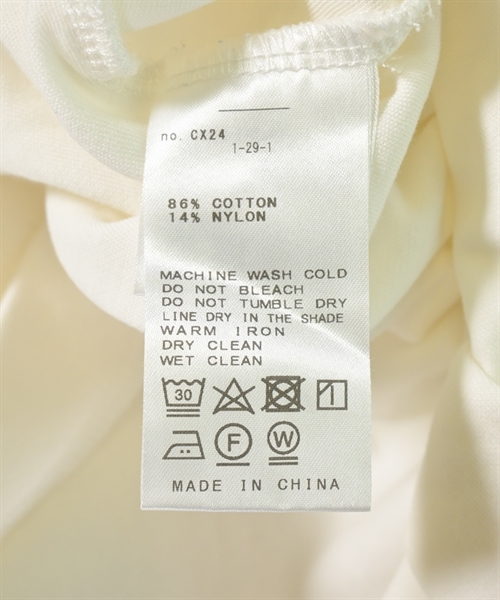 no. CX24
1-29-1
86% COTTON
14% NYLON
MACHINE WASH COLD
DO NOT BLEACH
DO NOT TUMBLE DRY
LINE DRY IN THE SHADE
WARM IRON
DRY CLEAN
WET CLEAN
30
F W
MADE IN CHINA